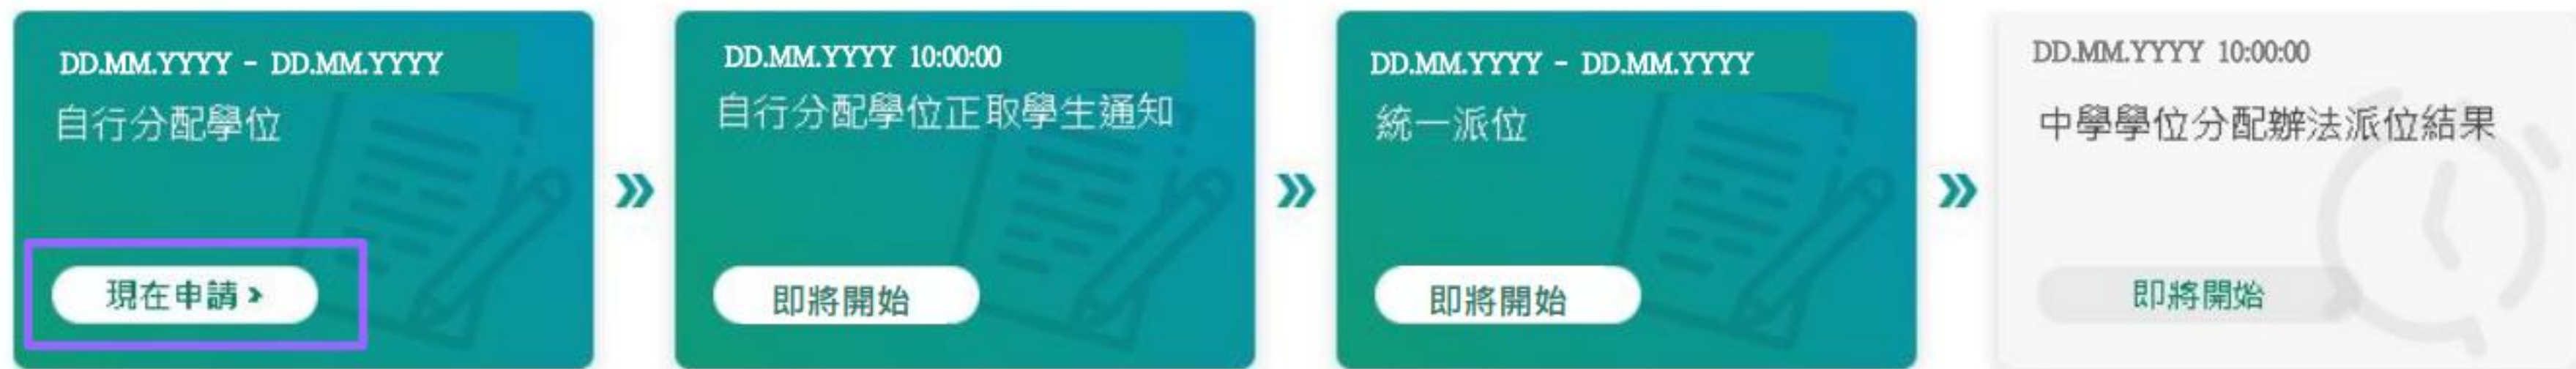 DD.MM.YYYY - DD.MM.YYYY
自行分配學位
現在申請 >
DD.MM.YYYY 10:00:00
自行分配學位正取學生通知
即將開始
DD.MM.YYYY - DD.MM.YYYY
統一派位
即將開始
DD.MM.YYYY 10:00:00
中學學位分配辦法派位結果
即將開始